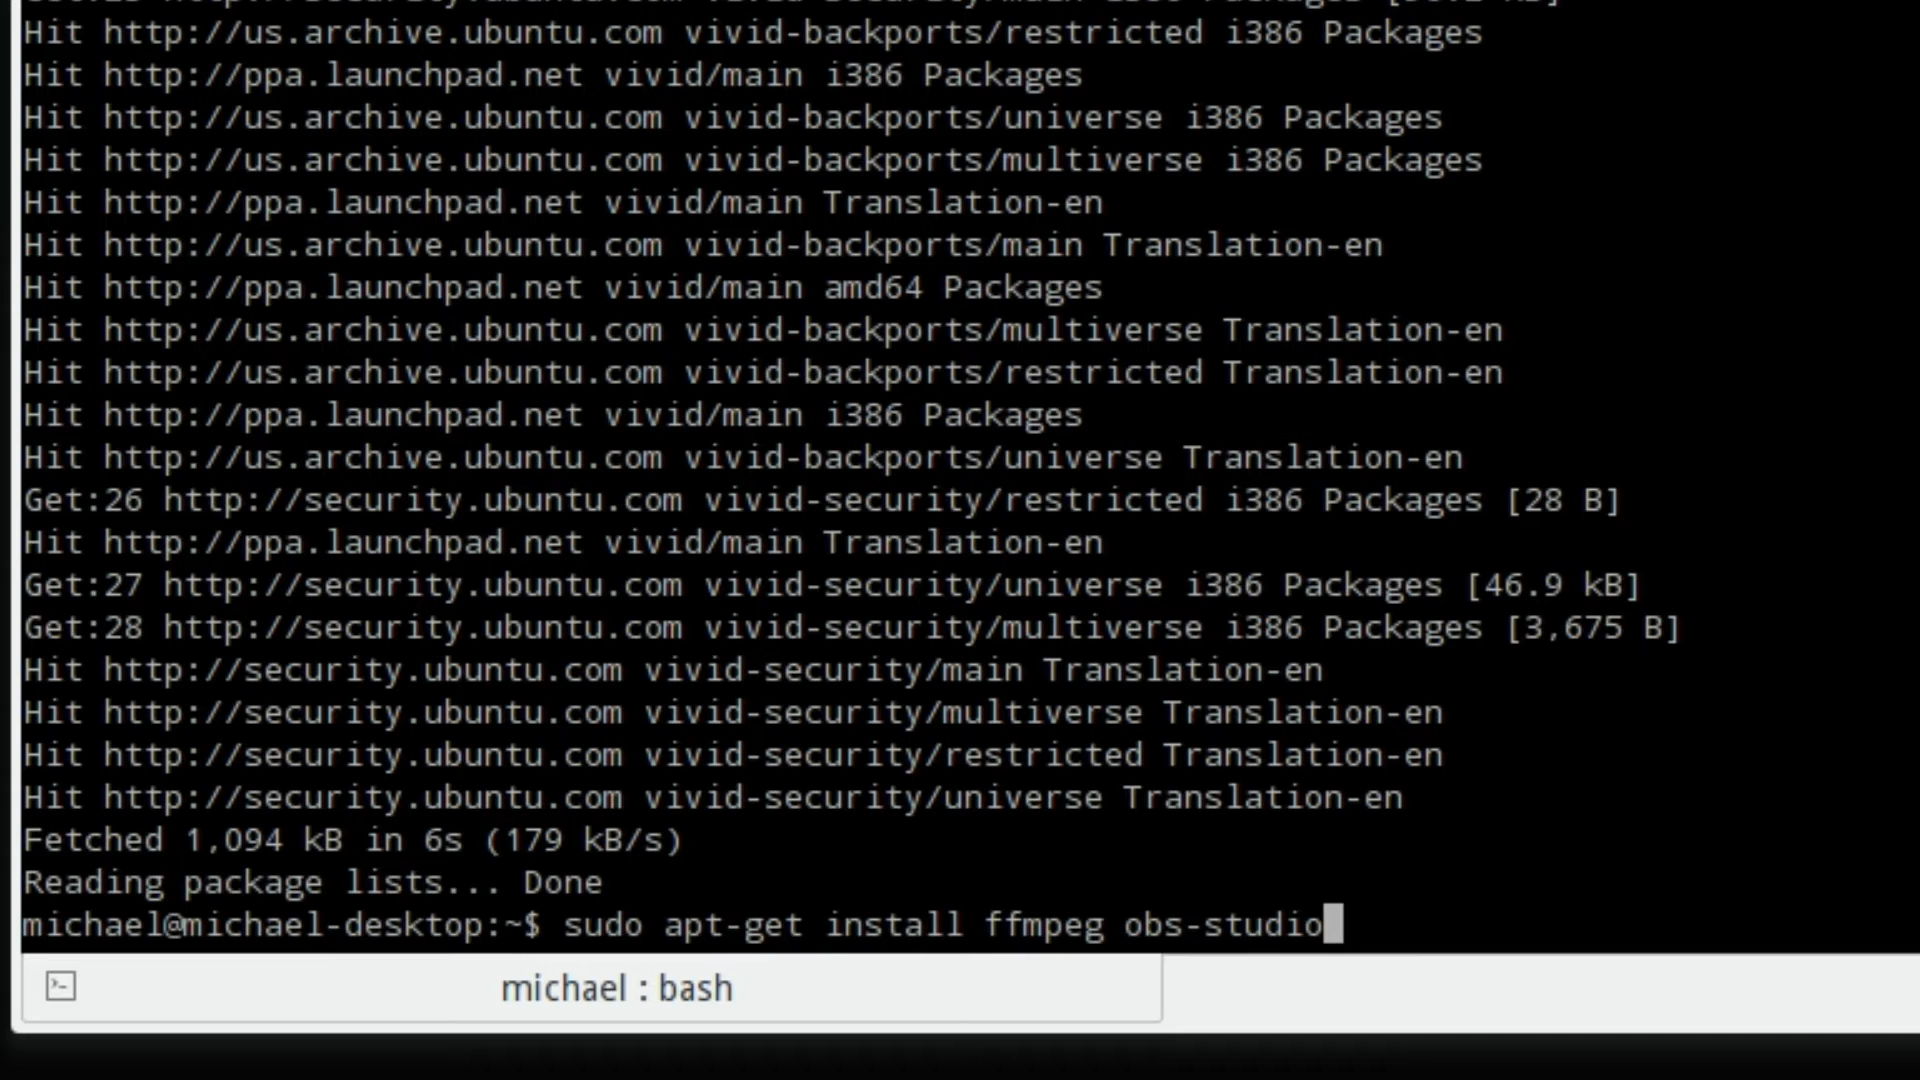 Hit http://us.archive.ubuntu.com vivid-backports/restricted i386 Packages
Hit http://ppa.launchpad.net vivid/main i386 Packages
Hit http://us.archive.ubuntu.com vivid-backports/universe i386 Packages
Hit http://us.archive.ubuntu.com vivid-backports/multiverse i386 Packages
Hit http://ppa.launchpad.net vivid/main Translation-en
Hit http://us.archive.ubuntu.com vivid-backports/main Translation-en
Hit http://ppa.launchpad.net vivid/main amd64 Packages
Hit http://us.archive.ubuntu.com vivid-backports/multiverse Translation-en
Hit http://us.archive.ubuntu.com vivid-backports/restricted Translation-en
Hit http://ppa.launchpad.net vivid/main i386 Packages
Hit http://us.archive.ubuntu.com vivid-backports/universe Translation-en
Get:26 http://security.ubuntu.com vivid-security/restricted i386 Packages [28 B]
Hit http://ppa.launchpad.net vivid/main Translation-en
Get:27 http://security.ubuntu.com vivid-security/universe i386 Packages [46.9 kB]
Get:28 http://security.ubuntu.com vivid-security/multiverse i386 Packages [3,675 B]
Hit http://security.ubuntu.com vivid-security/main Translation-en
Hit http://security.ubuntu.com vivid-security/multiverse Translation-en
Hit http://security.ubuntu.com vivid-security/restricted Translation-en
Hit http://security.ubuntu.com vivid-security/universe Translation-en
Fetched 1,094 kB in 6s (179 kB/s)
Reading package lists... Done
michael@michael-desktop:~$ sudo apt-get install ffmpeg obs-studio
michael : bash